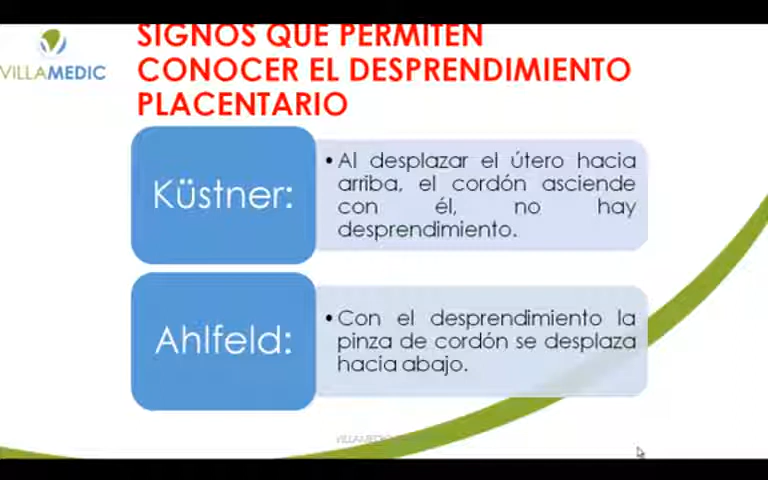 SIGNOS QUE PERMITEN
CONOCER EL DESPRENDIMIENTO
PLACENTARIO
VILLAMEDIC
Küstner:
•Al desplazar el útero hacia
arriba, el cordón asciende
con él, no hay
desprendimiento.
Ahlfeld:
•Con el desprendimiento la
pinza de cordón se desplaza
hacia abajo.
VILLAMEDIC